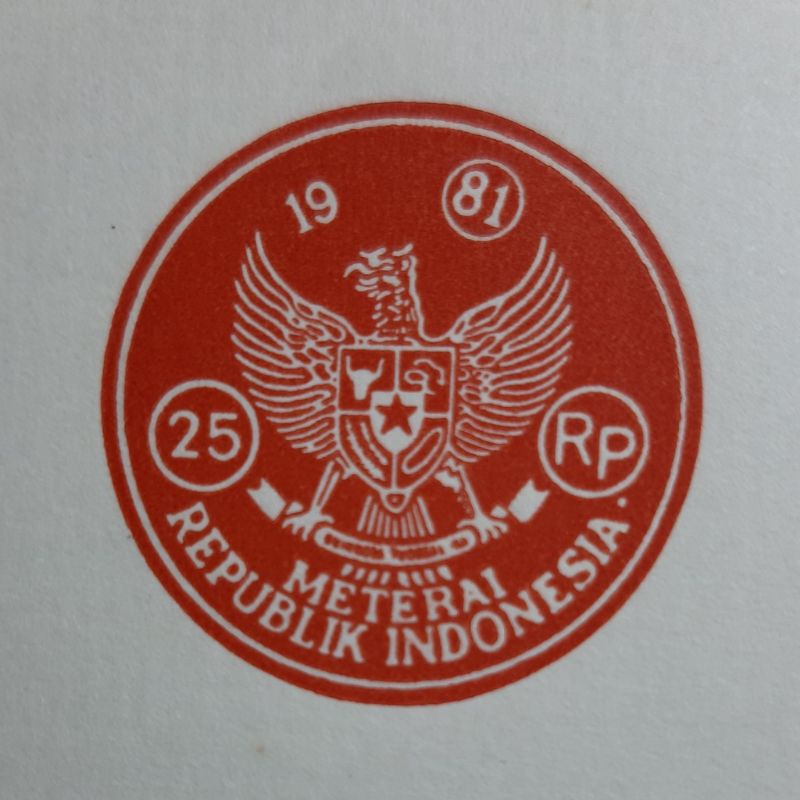 19 81
25 RP
METERAI
REPUBLIK INDONESIA.